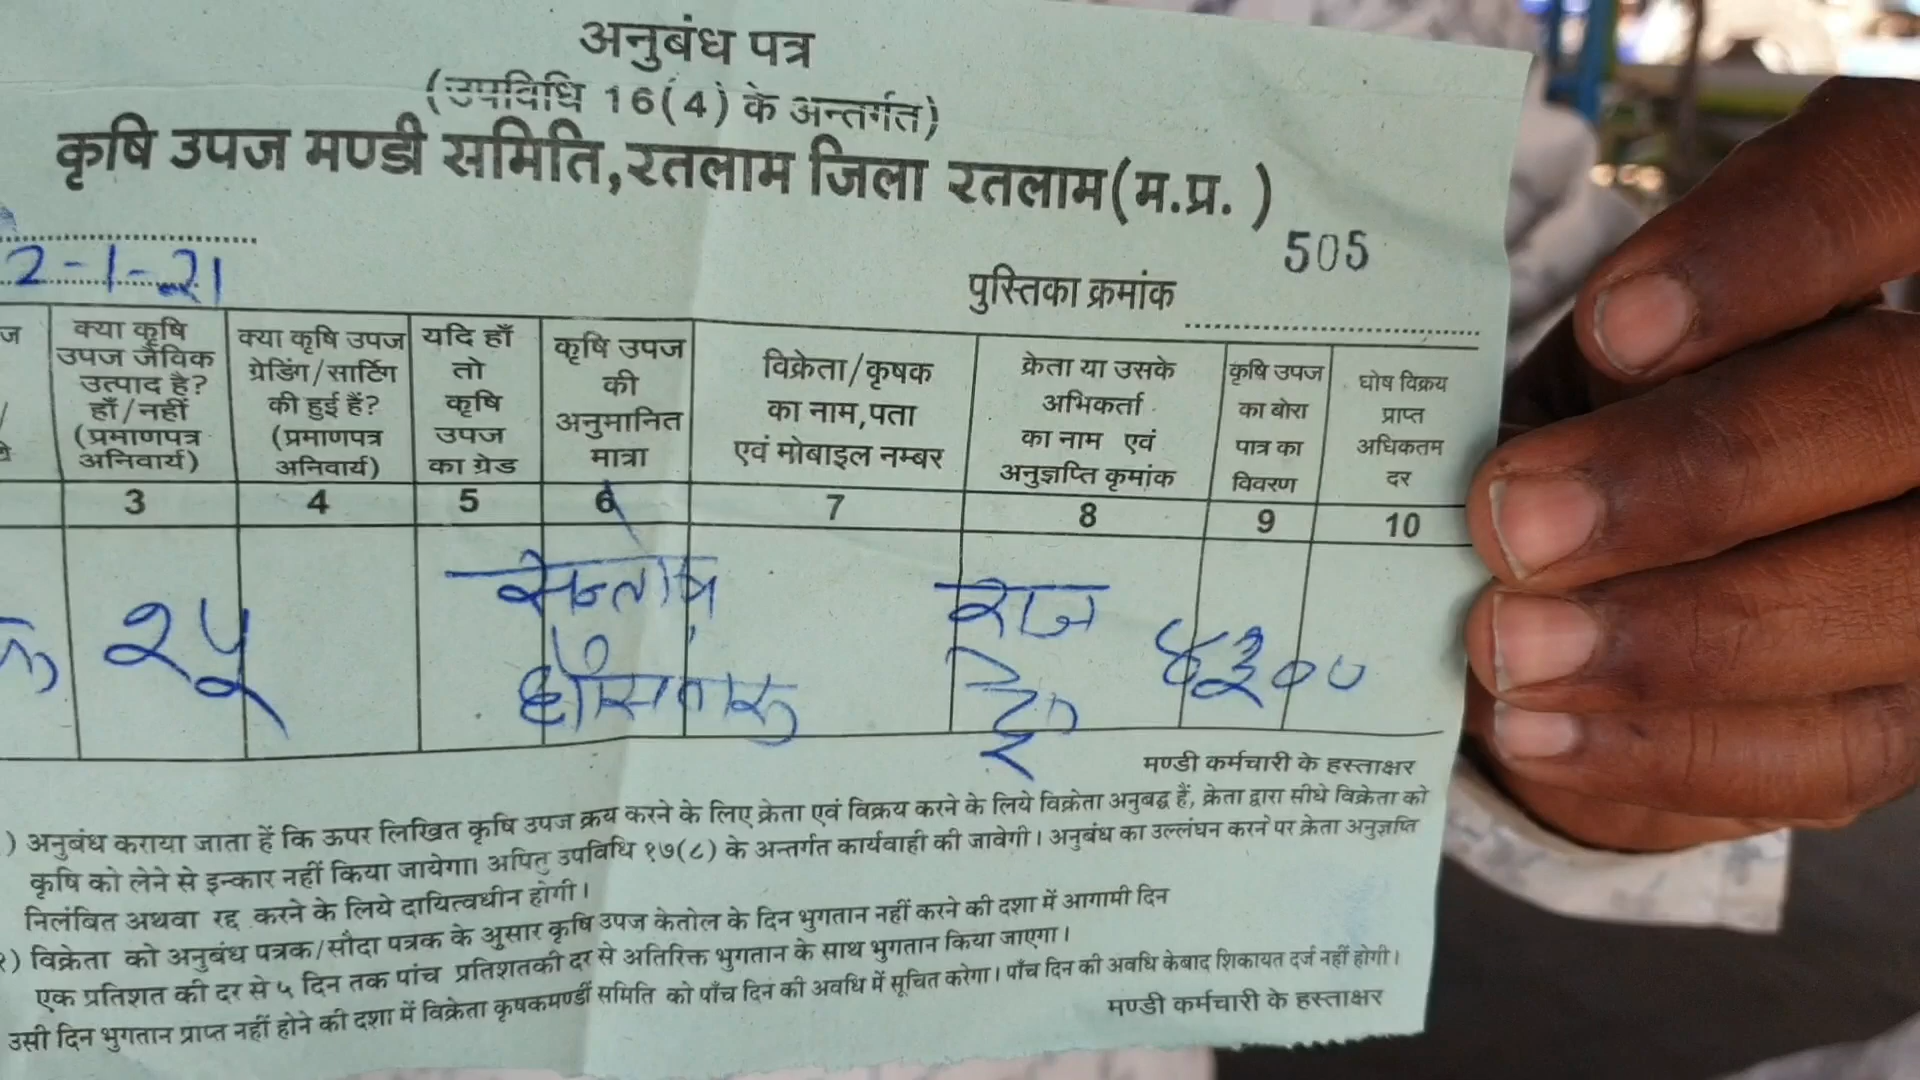 अनुबंध पत्र
(उपविधि 16(4) के अन्तर्गत)
कृषि उपज मण्डी समिति,रतलाम जिला रतलाम(म.प्र. )
2-1-21
505
पुस्तिका क्रमांक
क्या कृषि
उपज जैविक
उत्पाद है?
हाँ/नहीं
(प्रमाणपत्र
अनिवार्य)
क्या कृषि उपज
ग्रेडिंग/सार्टिग
की हुई हैं?
(प्रमाणपत्र
अनिवार्य)
यदि हाँ
तो
कृषि
उपज
का ग्रेड
कृषि उपज
की
अनुमानित
मात्रा
विक्रेता/कृषक
का नाम,पता
एवं मोबाइल नम्बर
क्रेता या उसके
अभिकर्ता
का नाम एवं
अनुज्ञप्ति कृमांक
कृषि उपज
का बोरा
पात्र का
विवरण
घोष विक्रय
प्राप्त
अधिकतम
दर
3 4 5 6 7 8 9 10
२५
सन्तोष
राज
४३००
मण्डी कर्मचारी के हस्ताक्षर
) अनुबंध कराया जाता हैं कि ऊपर लिखित कृषि उपज क्रय करने के लिए क्रेता एवं विक्रय करने के लिये विक्रेता अनुबद्ध हैं, क्रेता द्वारा सीधे विक्रेता को
कृषि को लेने से इन्कार नहीं किया जायेगा। अपितु उपविधि १७(८) के अन्तर्गत कार्यवाही की जावेगी। अनुबंध का उल्लंघन करने पर क्रेता अनुज्ञप्ति
निलंबित अथवा रद्द करने के लिये दायित्वधीन होगी।
२) विक्रेता को अनुबंध पत्रक/सौदा पत्रक के अुसार कृषि उपज केतोल के दिन भुगतान नहीं करने की दशा में आगामी दिन
एक प्रतिशत की दर से ५ दिन तक पांच प्रतिशतकी दर से अतिरिक्त भुगतान के साथ भुगतान किया जाएगा।
उसी दिन भुगतान प्राप्त नहीं होने की दशा में विक्रेता कृषकमण्डीं समिति को पाँच दिन की अवधि में सूचित करेगा। पाँच दिन की अवधि केबाद शिकायत दर्ज नहीं होगी।
मण्डी कर्मचारी के हस्ताक्षर